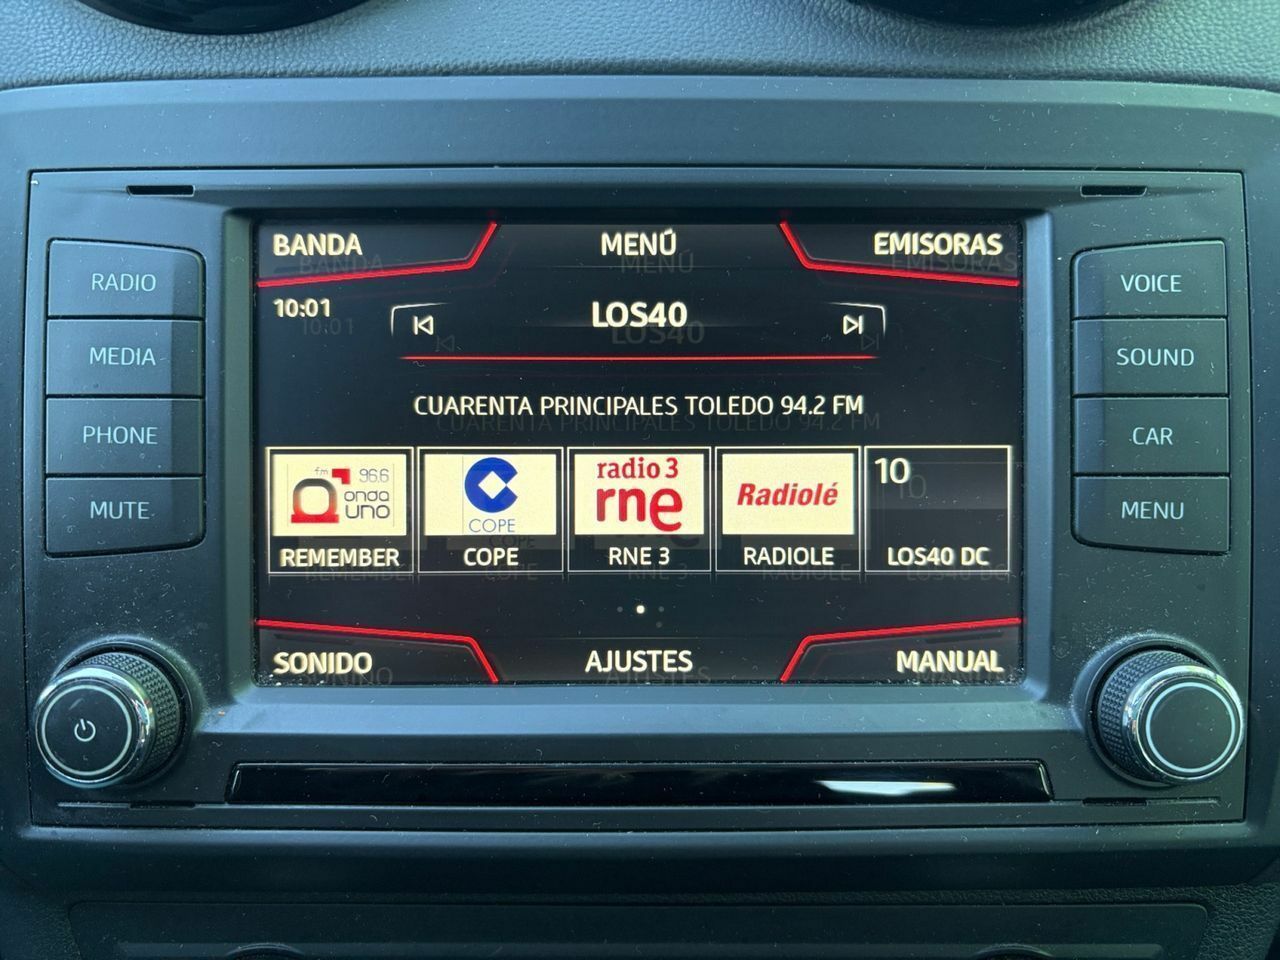 BANDA
MENÚ
EMISORAS
10:01
LOS40
CUARENTA PRINCIPALES TOLEDO 94.2 FM
fm 96.6
onda
uno
REMEMBER
COPE
COPE
radio 3
rne
RNE 3
Radiolé
RADIOLE
10
LOS40 DC
SONIDO
AJUSTES
MANUAL
RADIO
MEDIA
PHONE
MUTE
VOICE
SOUND
CAR
MENU